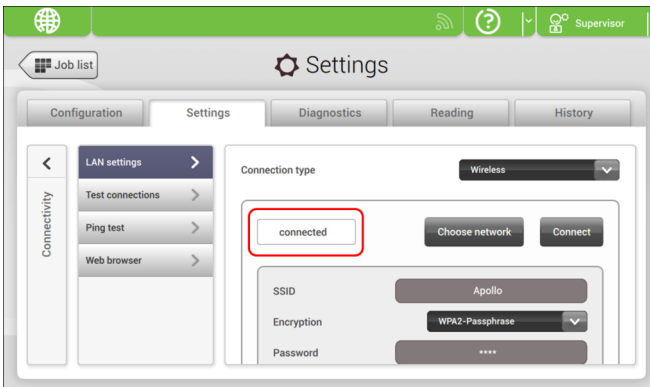 Supervisor
Job list
Settings
Configuration
Settings
Diagnostics
Reading
History
Connectivity
LAN settings
Test connections
Ping test
Web browser
Connection type
Wireless
connected
Choose network
Connect
SSID
Apollo
Encryption
WPA2-Passphrase
Password
****